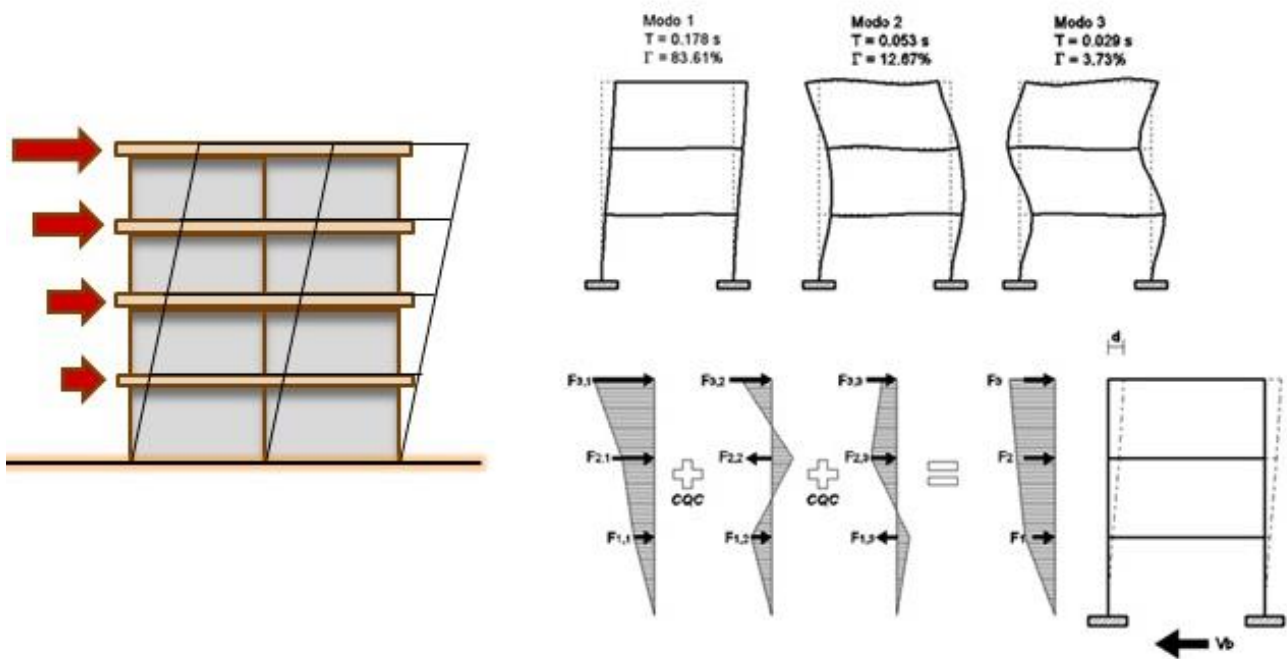 Modo 1
T = 0.178 s
Γ = 83.61%
Modo 2
T = 0.053 s
Γ = 12.67%
Modo 3
T = 0.029 s
Γ = 3.73%
d
F3,1
F3,2
F3,3
F3
F2,1
F2,2
F2,3
F2
CQC
CQC
F1,1
F1,2
F1,3
F1
Vb